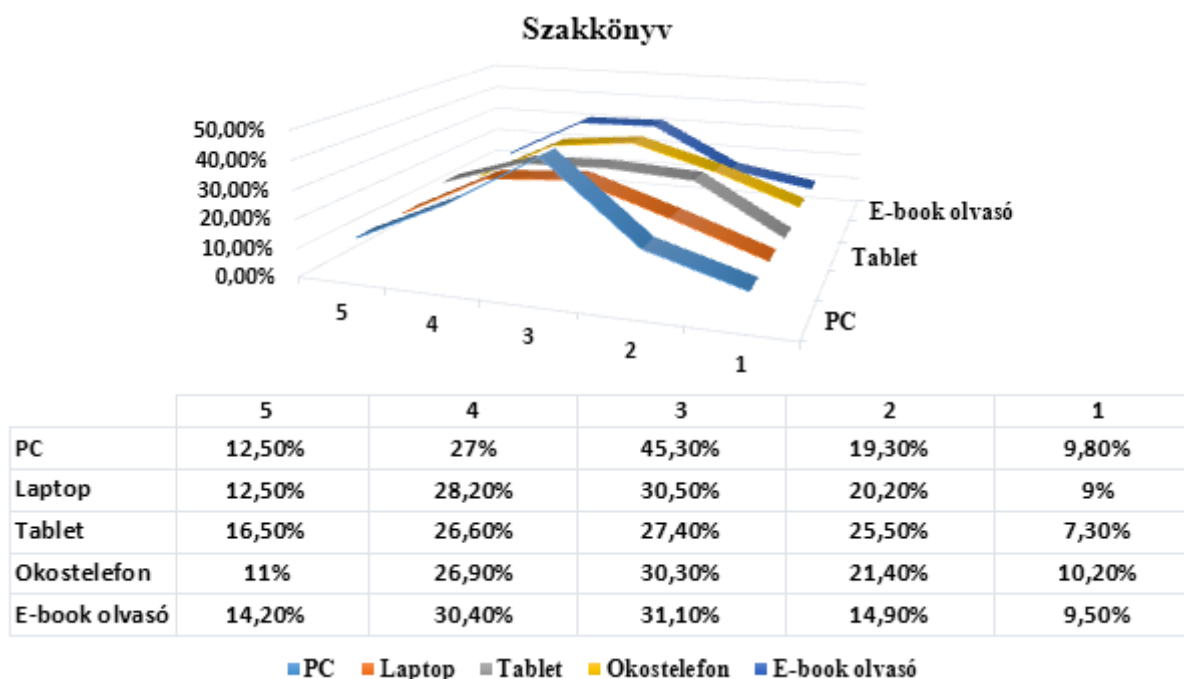 Szakkönyv
50,00%
40,00%
30,00%
20,00%
10,00%
0,00%
5
4
3
2
1
E-book olvasó
Tablet
PC
5 4 3 2 1
PC 12,50% 27% 45,30% 19,30% 9,80%
Laptop 12,50% 28,20% 30,50% 20,20% 9%
Tablet 16,50% 26,60% 27,40% 25,50% 7,30%
Okostelefon 11% 26,90% 30,30% 21,40% 10,20%
E-book olvasó 14,20% 30,40% 31,10% 14,90% 9,50%
PC Laptop Tablet Okostelefon E-book olvasó